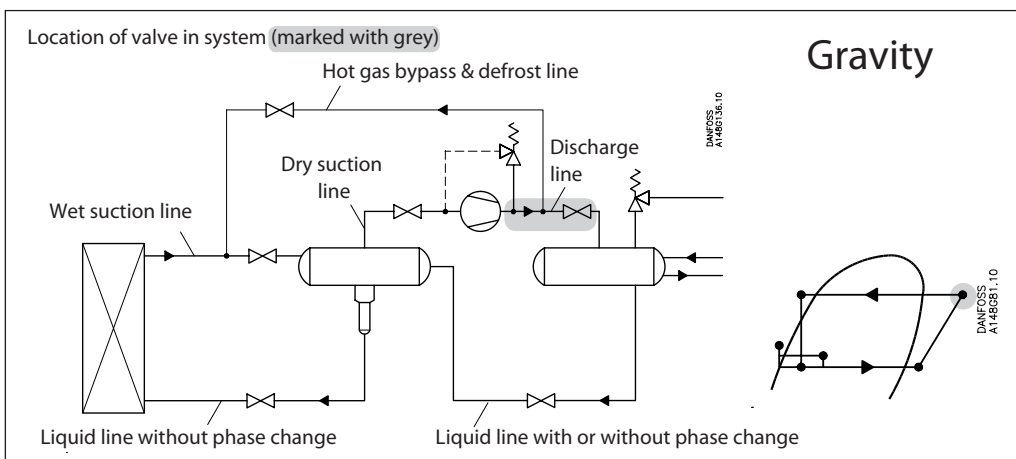 Location of valve in system (marked with grey)
Gravity
Hot gas bypass & defrost line
DANFOSS
A148G136.10
Discharge
line
Dry suction
line
Wet suction line
DANFOSS
A148G81.10
Liquid line without phase change
Liquid line with or without phase change